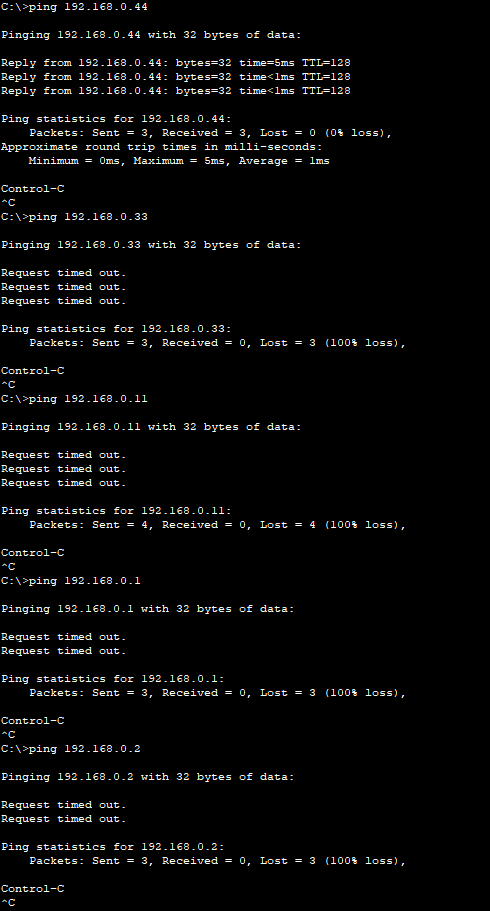 C:\>ping 192.168.0.44
Pinging 192.168.0.44 with 32 bytes of data:
Reply from 192.168.0.44: bytes=32 time=5ms TTL=128
Reply from 192.168.0.44: bytes=32 time<1ms TTL=128
Reply from 192.168.0.44: bytes=32 time<1ms TTL=128
Ping statistics for 192.168.0.44:
    Packets: Sent = 3, Received = 3, Lost = 0 (0% loss),
Approximate round trip times in milli-seconds:
    Minimum = 0ms, Maximum = 5ms, Average = 1ms
Control-C
^C
C:\>ping 192.168.0.33
Pinging 192.168.0.33 with 32 bytes of data:
Request timed out.
Request timed out.
Request timed out.
Ping statistics for 192.168.0.33:
    Packets: Sent = 3, Received = 0, Lost = 3 (100% loss),
Control-C
^C
C:\>ping 192.168.0.11
Pinging 192.168.0.11 with 32 bytes of data:
Request timed out.
Request timed out.
Request timed out.
Ping statistics for 192.168.0.11:
    Packets: Sent = 4, Received = 0, Lost = 4 (100% loss),
Control-C
^C
C:\>ping 192.168.0.1
Pinging 192.168.0.1 with 32 bytes of data:
Request timed out.
Request timed out.
Ping statistics for 192.168.0.1:
    Packets: Sent = 3, Received = 0, Lost = 3 (100% loss),
Control-C
^C
C:\>ping 192.168.0.2
Pinging 192.168.0.2 with 32 bytes of data:
Request timed out.
Request timed out.
Ping statistics for 192.168.0.2:
    Packets: Sent = 3, Received = 0, Lost = 3 (100% loss),
Control-C
^C